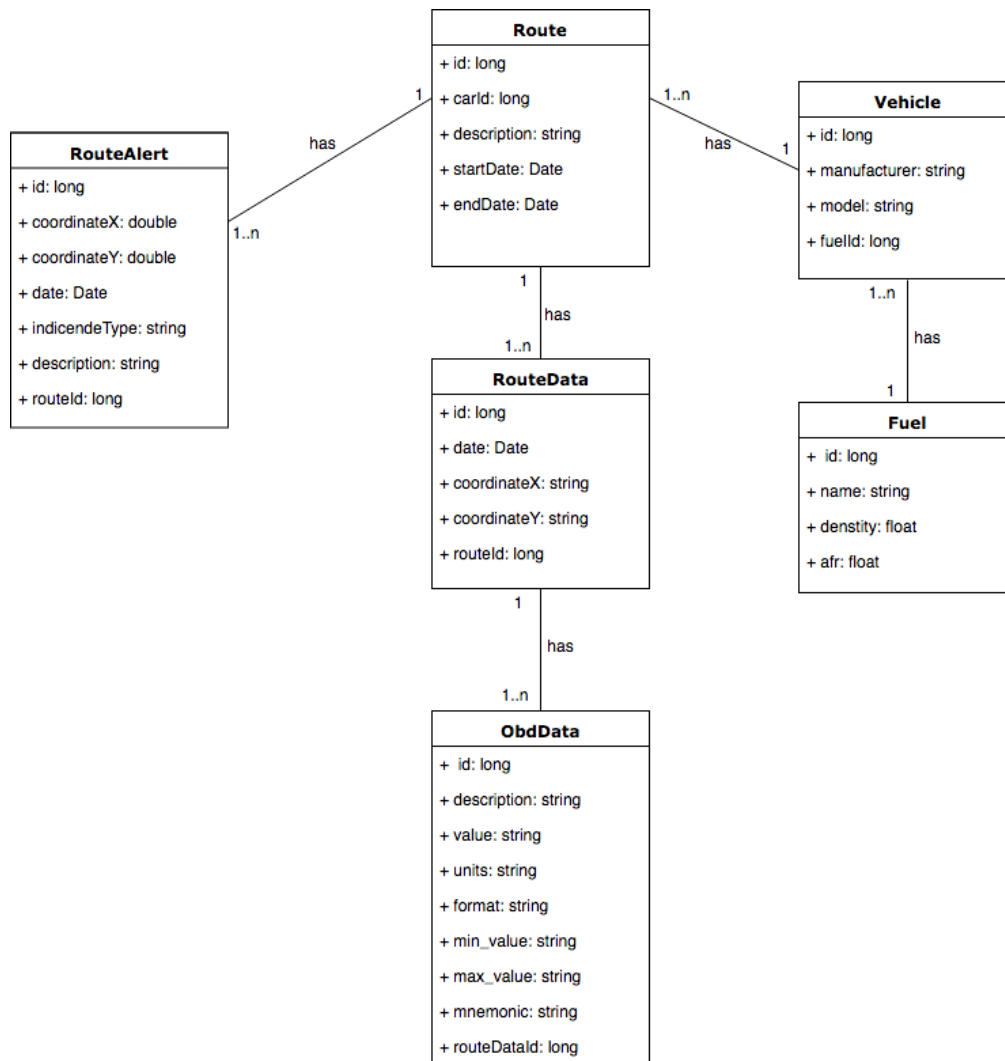 Route
+ id: long
+ carId: long
+ description: string
+ startDate: Date
+ endDate: Date
1
has
1..n
RouteAlert
+ id: long
+ coordinateX: double
+ coordinateY: double
+ date: Date
+ indicendeType: string
+ description: string
+ routeId: long
1..n
has
1
Vehicle
+ id: long
+ manufacturer: string
+ model: string
+ fuelId: long
1..n
has
1
Fuel
+ id: long
+ name: string
+ denstity: float
+ afr: float
1
has
1..n
RouteData
+ id: long
+ date: Date
+ coordinateX: string
+ coordinateY: string
+ routeId: long
1
has
1..n
ObdData
+ id: long
+ description: string
+ value: string
+ units: string
+ format: string
+ min_value: string
+ max_value: string
+ mnemonic: string
+ routeDataId: long